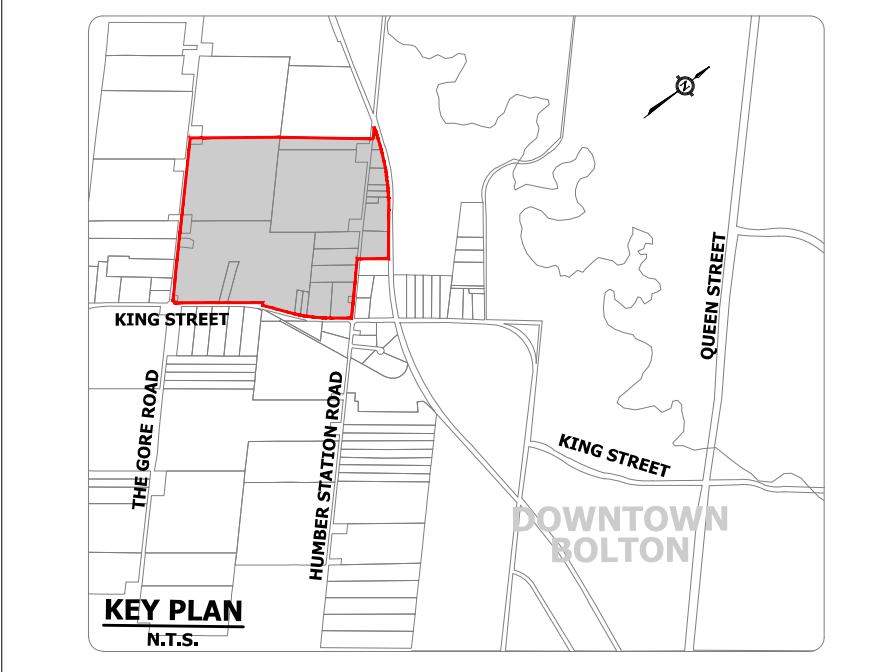 N
KING STREET
QUEEN STREET
THE GORE ROAD
HUMBER STATION ROAD
KING STREET
DOWNTOWN
BOLTON
KEY PLAN
N.T.S.